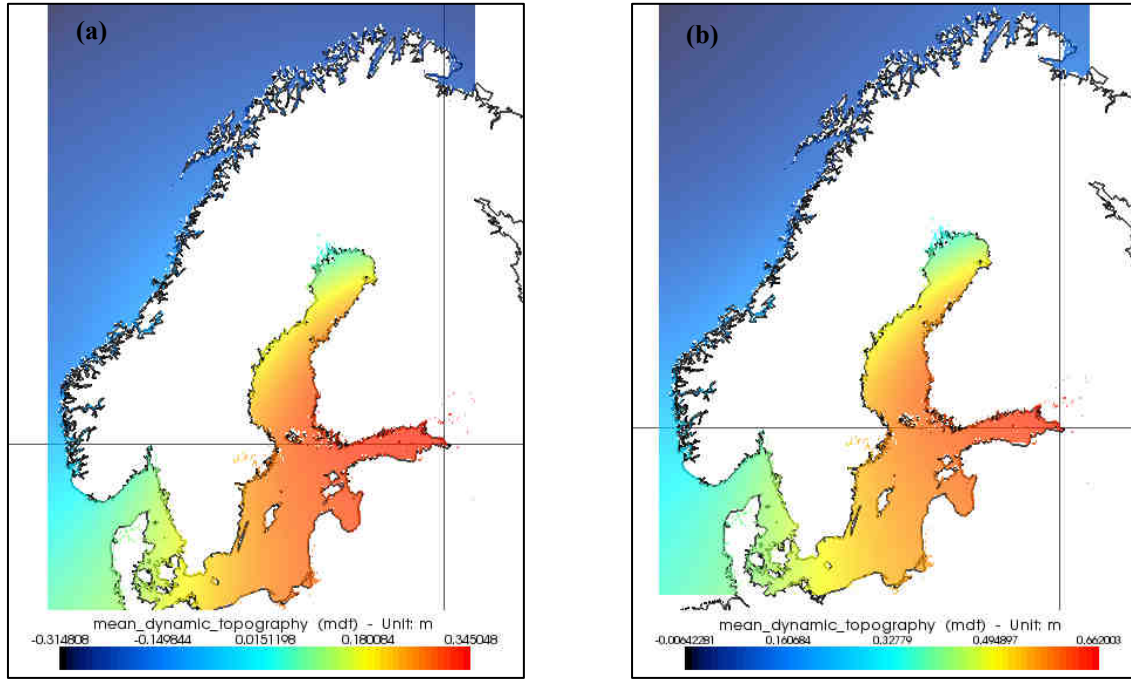 (a)
mean_dynamic_topography (mdt) - Unit: m
-0.314808 -0.149844 0.0151198 0.180084 0.345048
(b)
mean_dynamic_topography (mdt) - Unit: m
-0.00642281 0.160684 0.32779 0.494897 0.662003